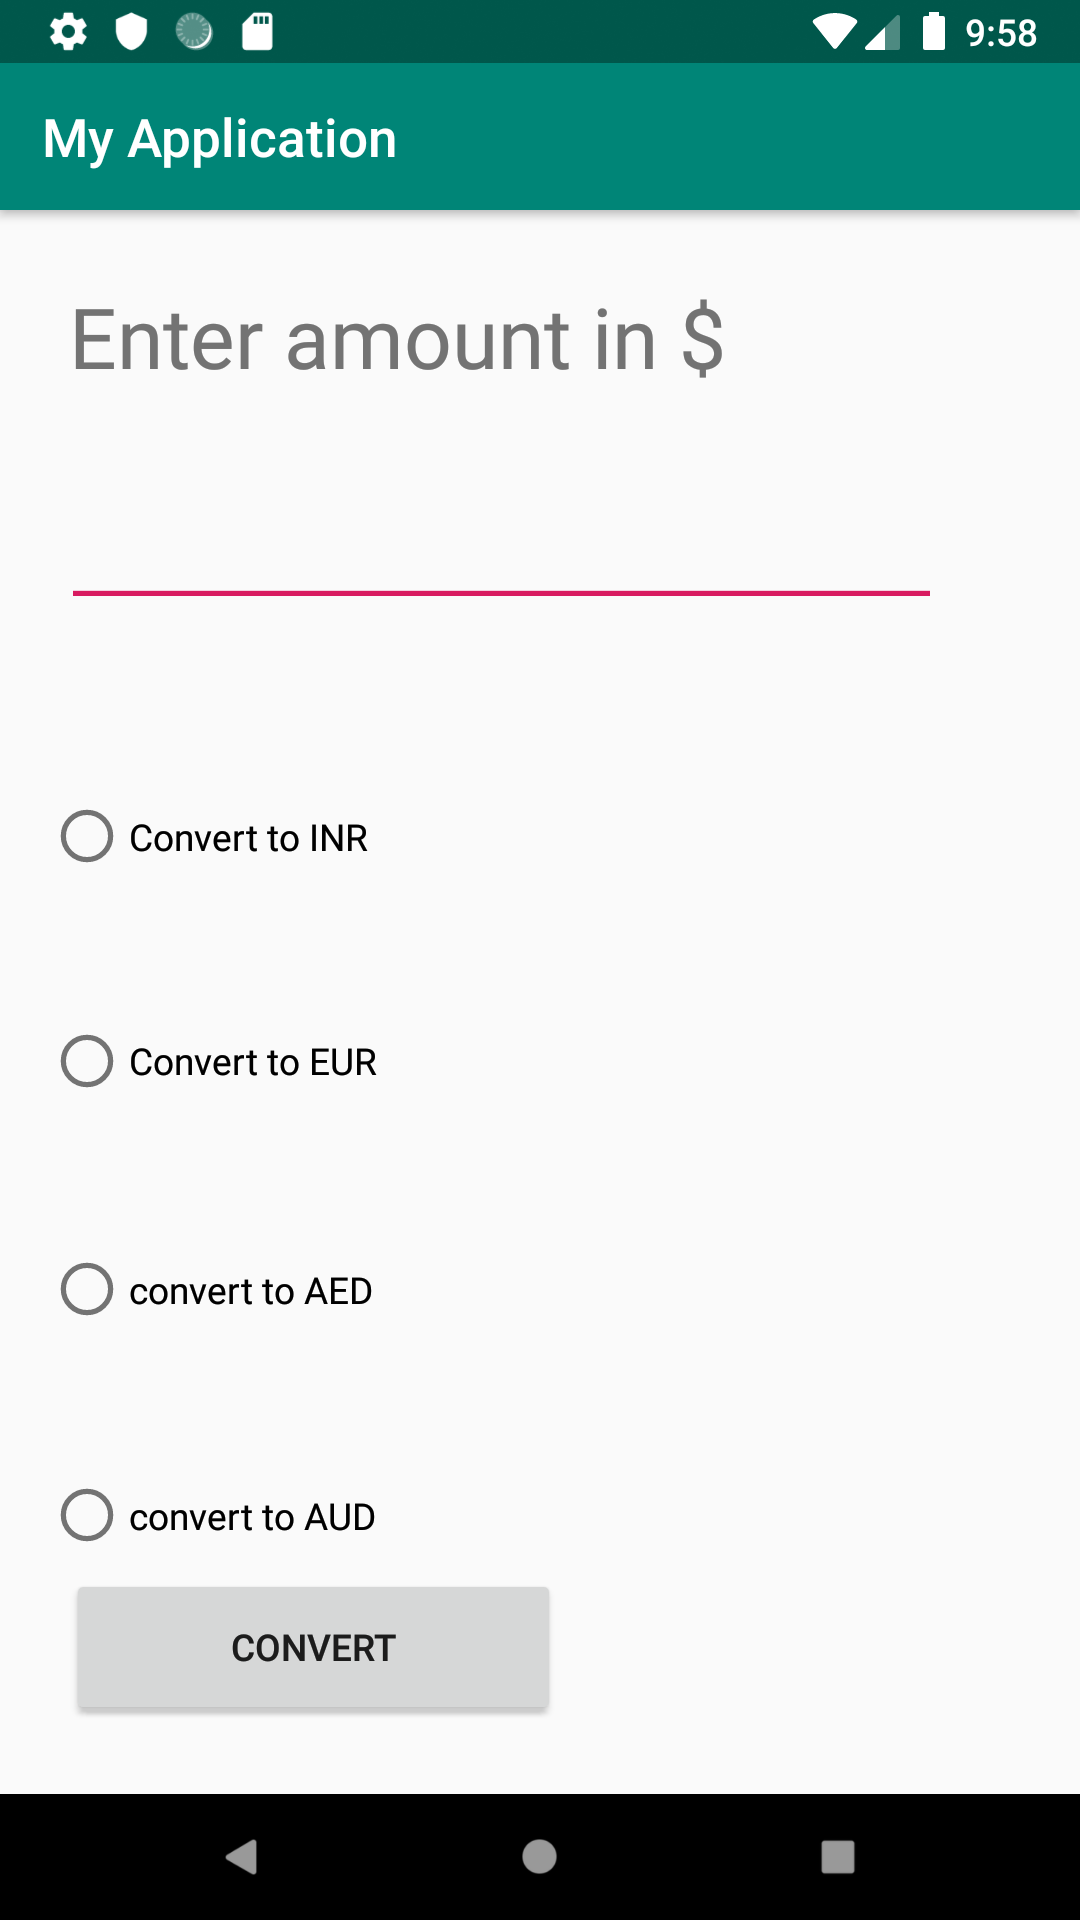 9:58
My Application
Enter amount in $
Convert to INR
Convert to EUR
convert to AED
convert to AUD
CONVERT